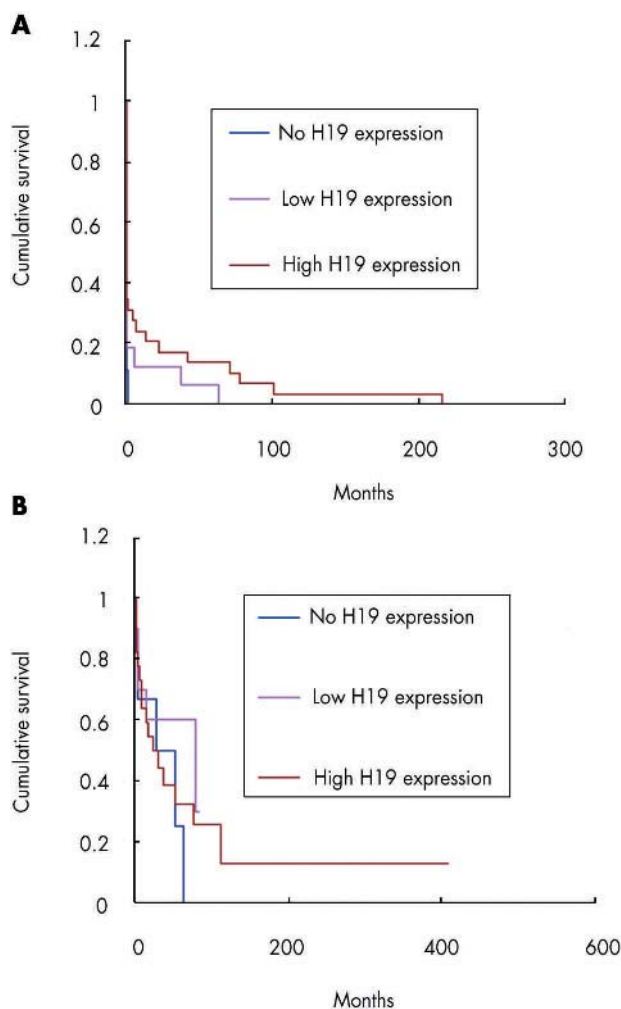 A
1.2
1
0.8
0.6
0.4
0.2
0
Cumulative survival
No H19 expression
Low H19 expression
High H19 expression
0 100 200 300
Months
B
1.2
1
0.8
0.6
0.4
0.2
0
Cumulative survival
No H19 expression
Low H19 expression
High H19 expression
0 200 400 600
Months